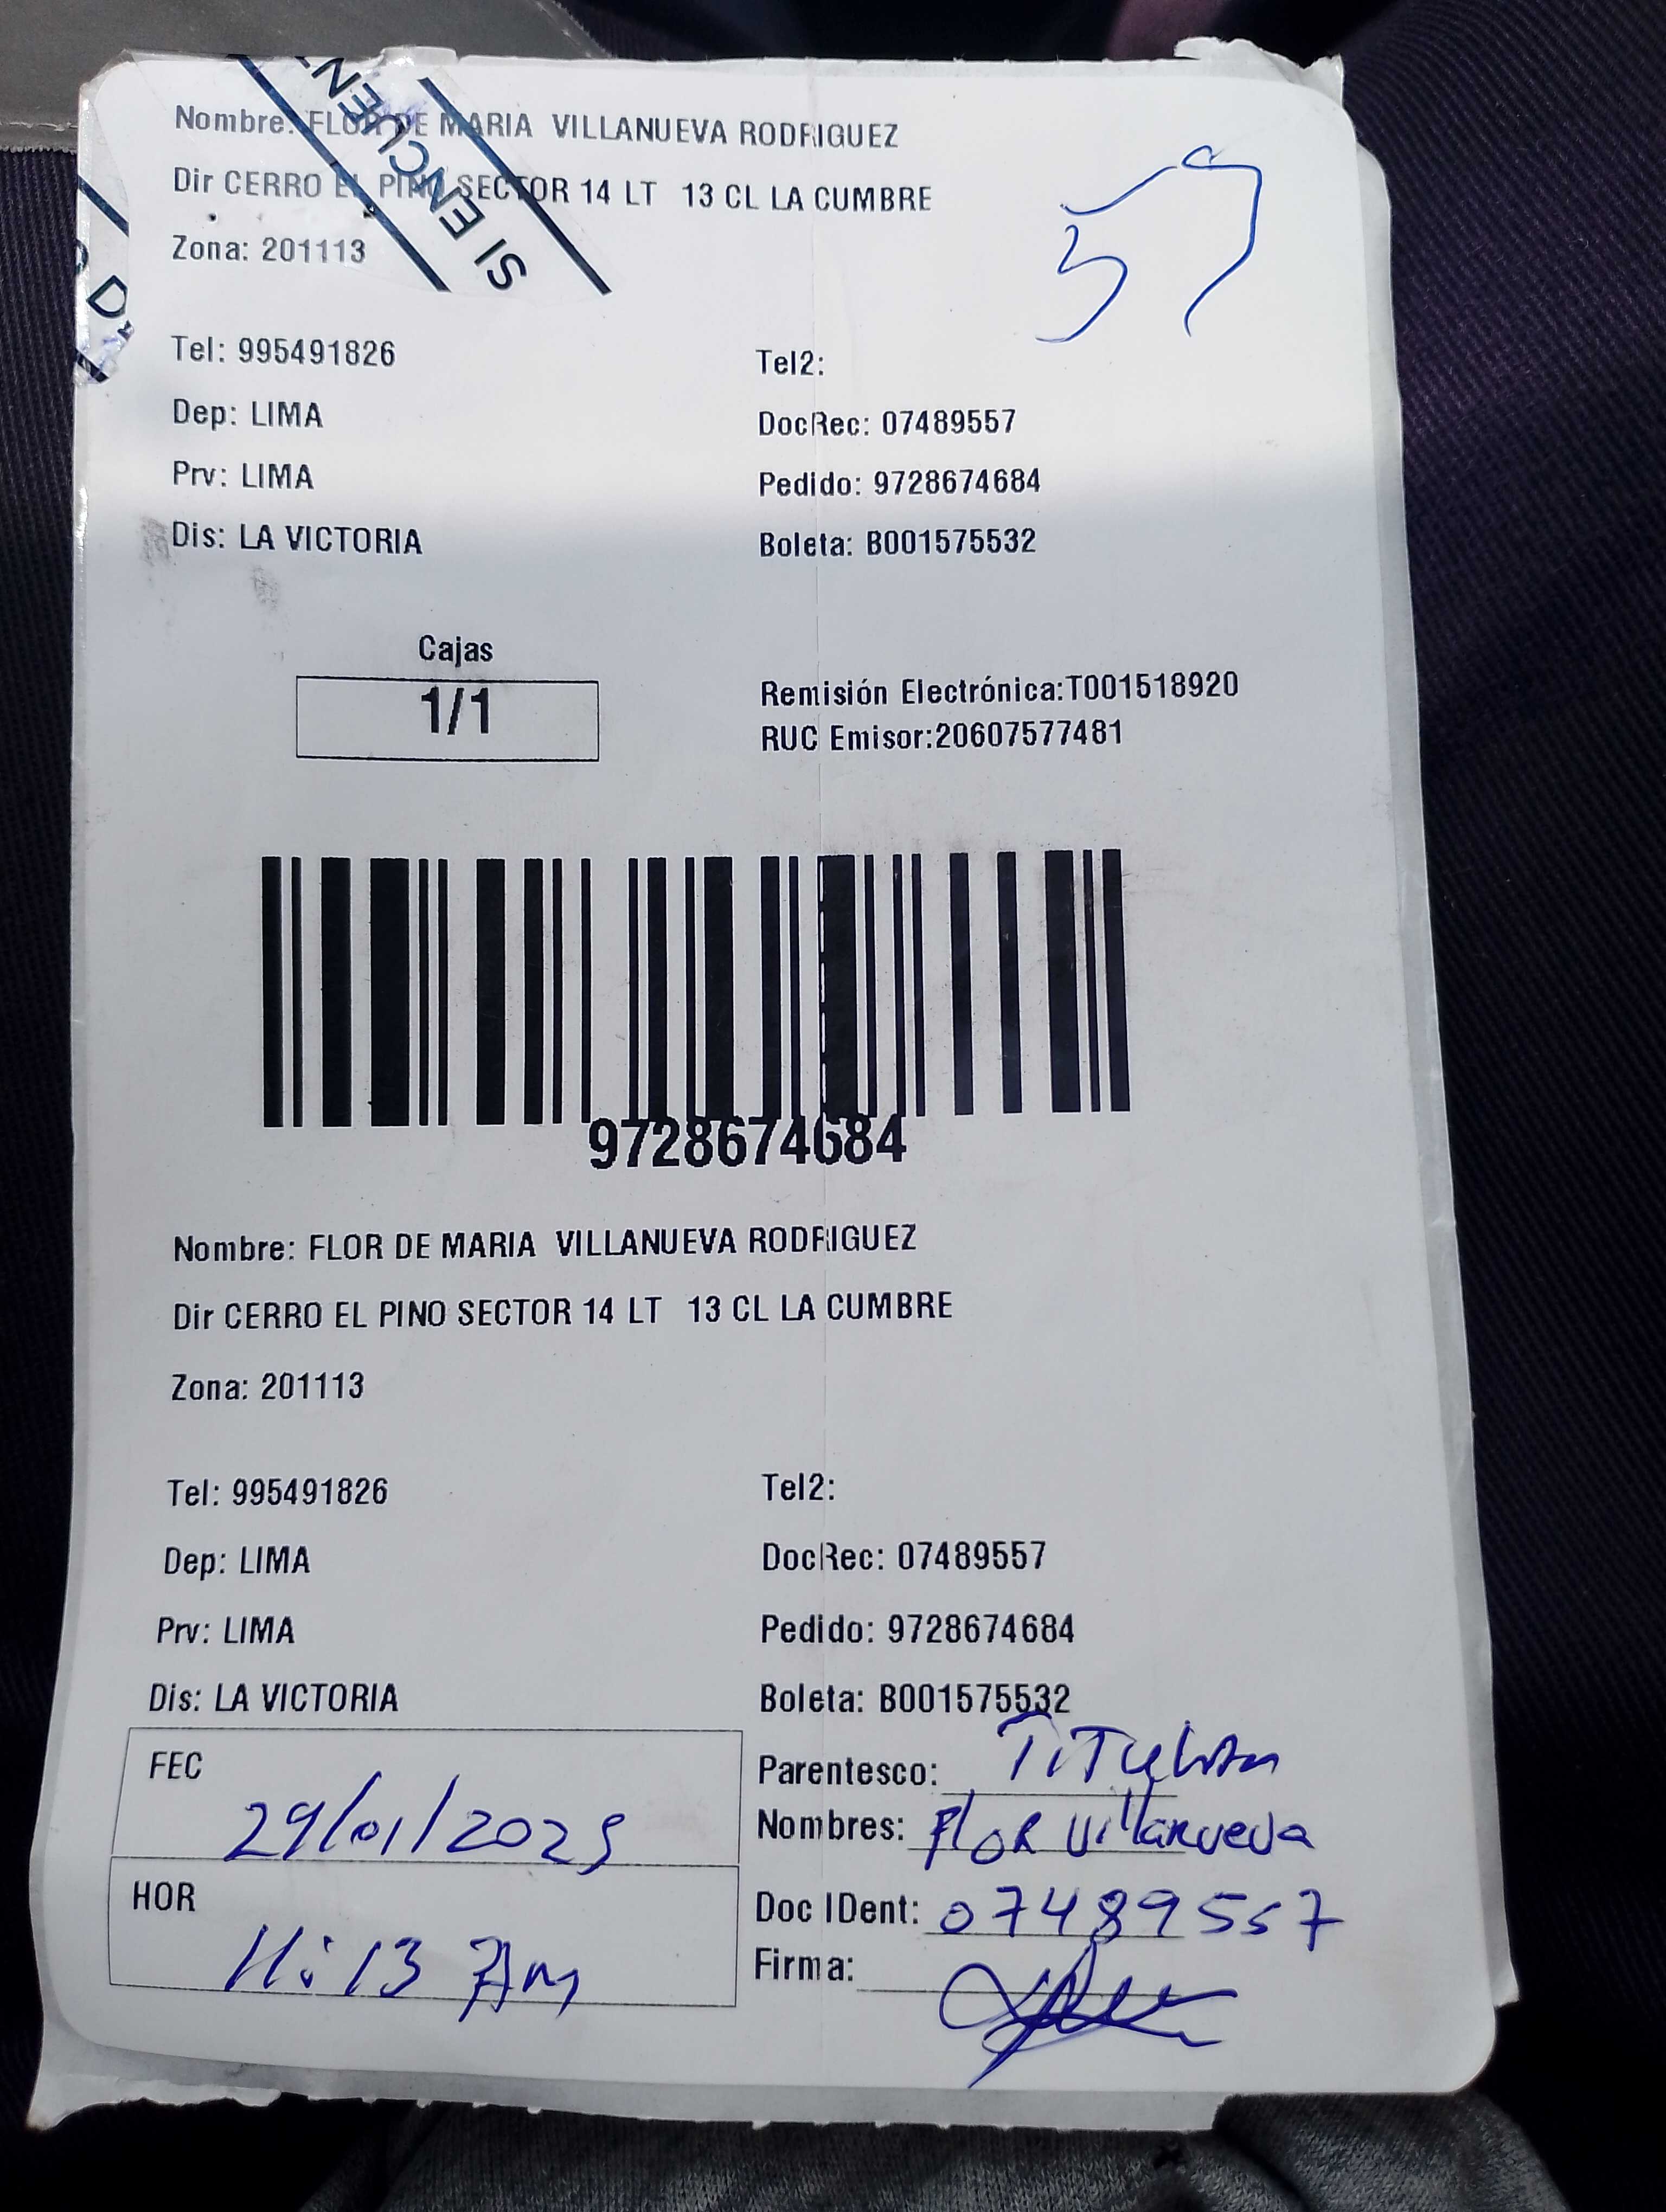 SI ENCUEN
D
Nombre: FLOR DE MARIA VILLANUEVA RODRIGUEZ
Dir CERRO EL PINO SECTOR 14 LT 13 CL LA CUMBRE
Zona: 201113
57
Tel: 995491826 Tel2:
Dep: LIMA DocRec: 07489557
Prv: LIMA Pedido: 9728674684
Dis: LA VICTORIA Boleta: B001575532
Cajas
1/1
Remisión Electrónica:T001518920
RUC Emisor:20607577481
9728674684
Nombre: FLOR DE MARIA VILLANUEVA RODRIGUEZ
Dir CERRO EL PINO SECTOR 14 LT 13 CL LA CUMBRE
Zona: 201113
Tel: 995491826 Tel2:
Dep: LIMA DocRec: 07489557
Prv: LIMA Pedido: 9728674684
Dis: LA VICTORIA Boleta: B001575532
FEC 29/01/2025
Parentesco: TiTular
Nombres: Flor Villanueva
HOR 11:13 Am
Doc IDent: 07489557
Firma: